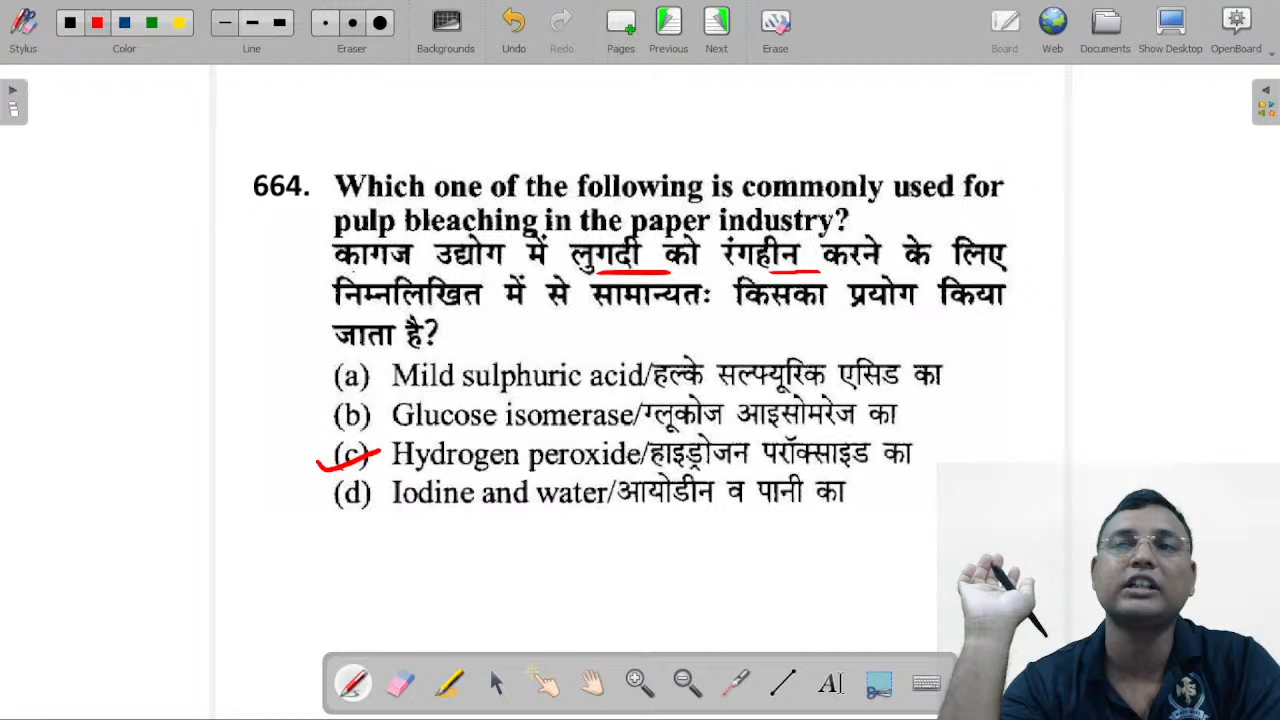 Stylus
Color
Line
Eraser
Backgrounds
Undo
Redo
Pages
Previous
Next
Erase
Board
Web
Documents
Show Desktop
OpenBoard
664. Which one of the following is commonly used for
pulp bleaching in the paper industry?
कागज उद्योग में लुगदी को रंगहीन करने के लिए
निम्नलिखित में से सामान्यतः किसका प्रयोग किया
जाता है?
(a) Mild sulphuric acid/हल्के सल्फ्यूरिक एसिड का
(b) Glucose isomerase/ग्लूकोज आइसोमरेज का
(c) Hydrogen peroxide/हाइड्रोजन परॉक्साइड का
(d) Iodine and water/आयोडीन व पानी का